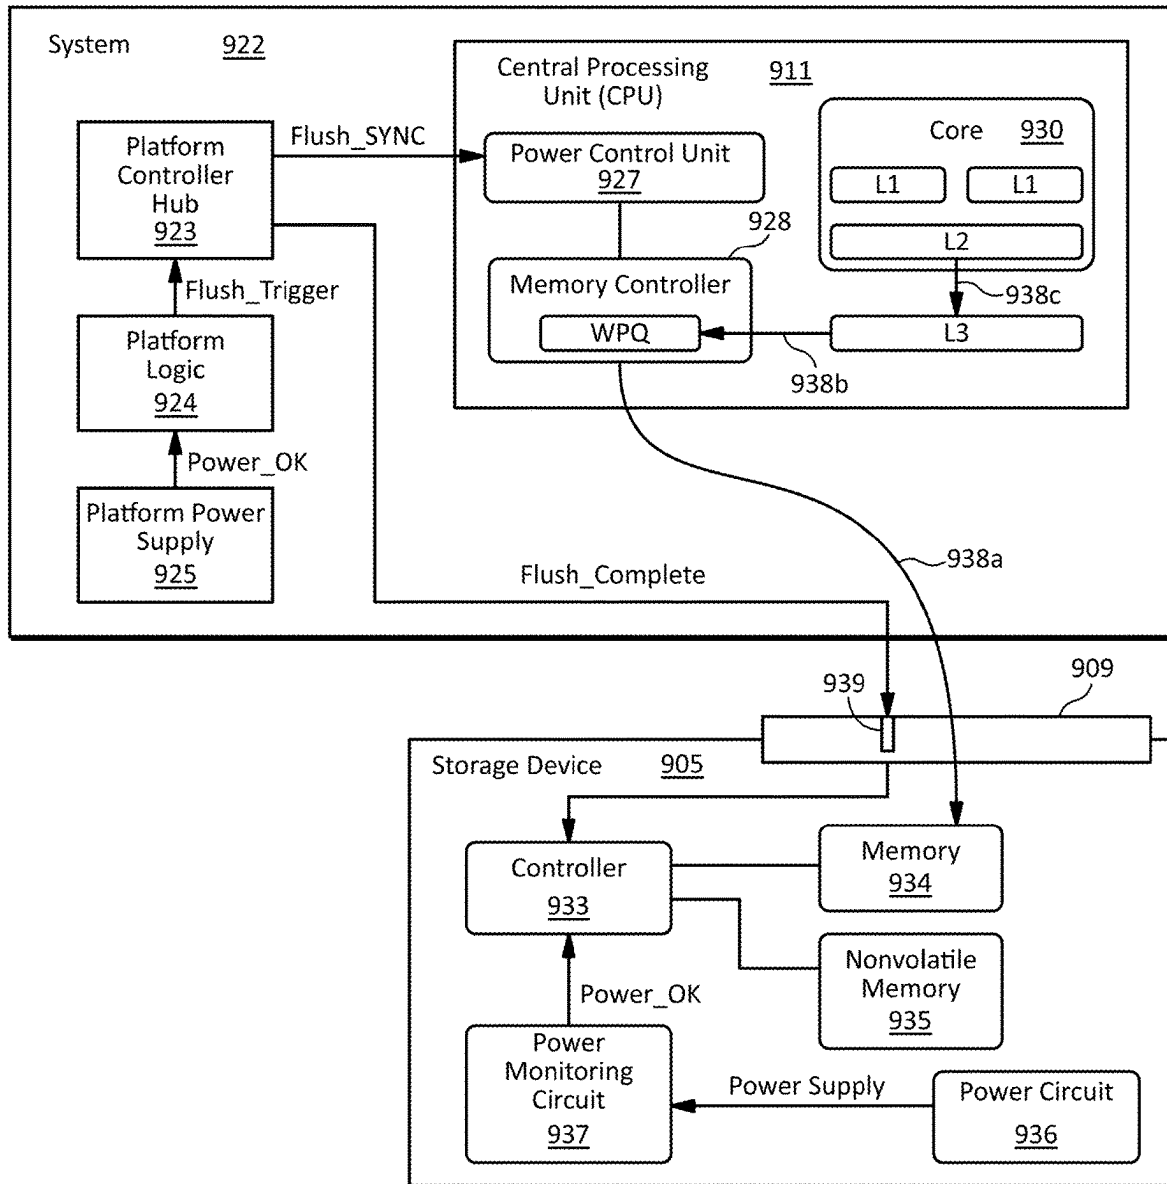 System 922
Central Processing 911
Unit (CPU)
Platform
Controller
Hub
923
Flush_SYNC
Power Control Unit
927
Core 930
L1 L1
L2
928
938c
Flush_Trigger
Memory Controller
WPQ
L3
938b
Platform
Logic
924
Power_OK
Platform Power
Supply
925
Flush_Complete
938a
939
909
Storage Device 905
Controller
933
Memory
934
Nonvolatile
Memory
935
Power_OK
Power
Monitoring
Circuit
937
Power Supply
Power Circuit
936